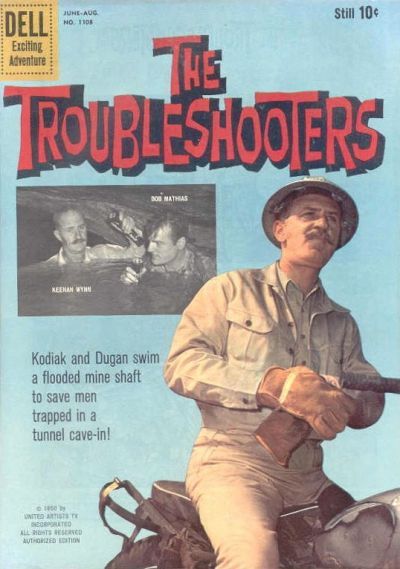 DELL
Exciting
Adventure
JUNE-AUG.
NO. 1108
Still 10¢
THE
TROUBLESHOOTERS
BOB MATHIAS
KEENAN WYNN
Kodiak and Dugan swim
a flooded mine shaft
to save men
trapped in a
tunnel cave-in!
© 1960 by
UNITED ARTISTS TV
INCORPORATED
ALL RIGHTS RESERVED
AUTHORIZED EDITION